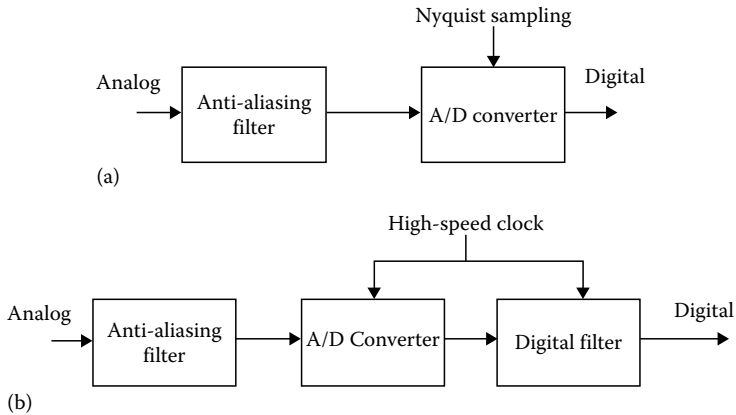 Nyquist sampling
Analog
Anti-aliasing
filter
A/D converter
Digital
(a)
High-speed clock
Analog
Anti-aliasing
filter
A/D Converter
Digital filter
Digital
(b)